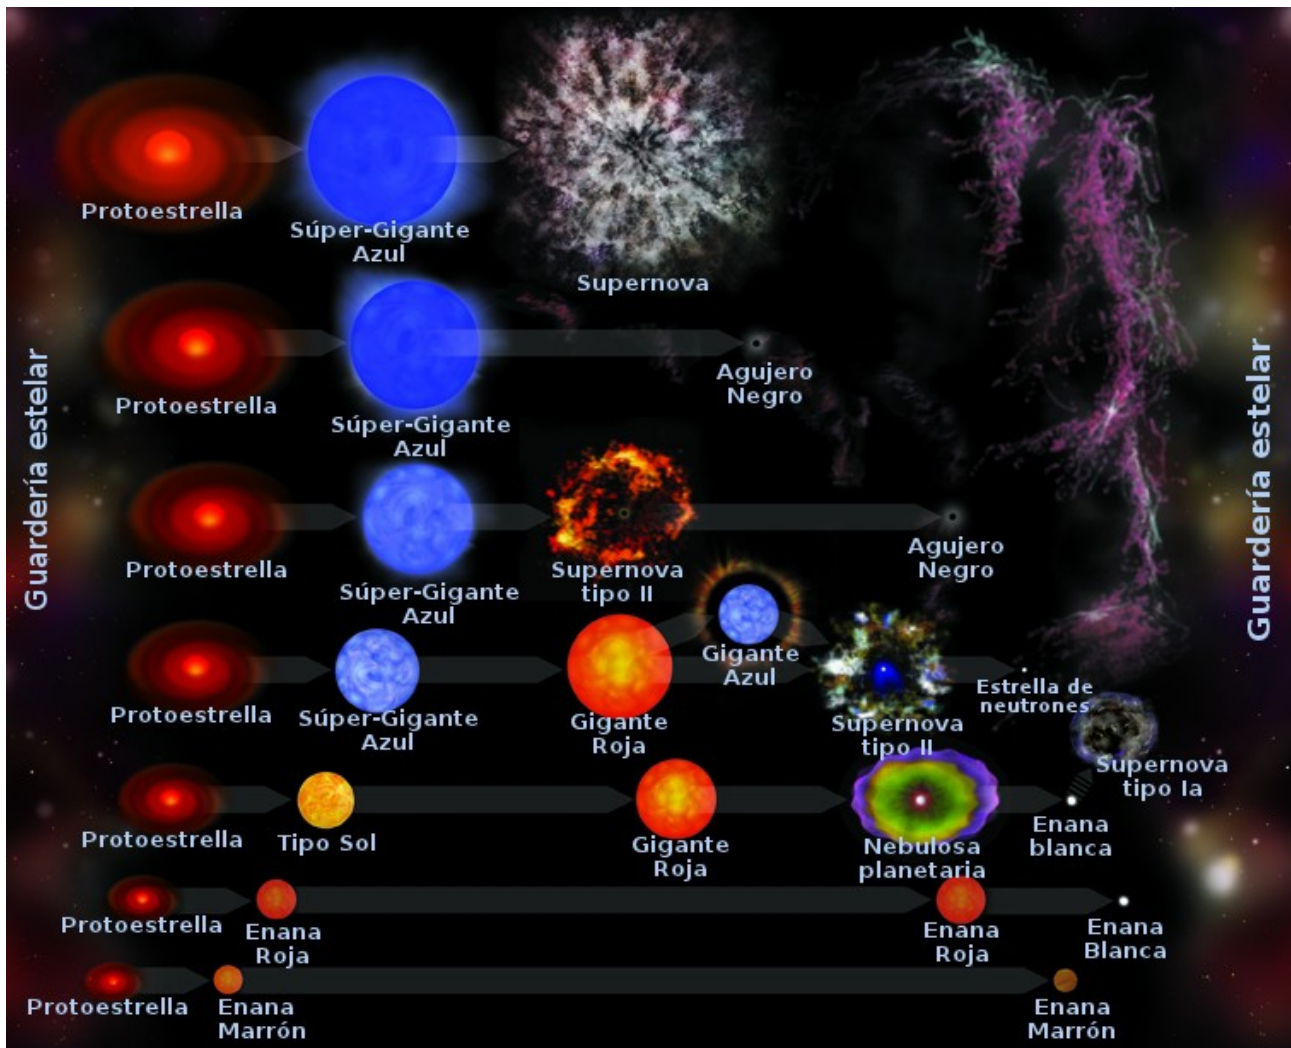 Guardería estelar
Protoestrella
Súper-Gigante
Azul
Supernova
Protoestrella
Súper-Gigante
Azul
Agujero
Negro
Protoestrella
Súper-Gigante
Azul
Supernova
tipo II
Agujero
Negro
Protoestrella
Súper-Gigante
Azul
Gigante
Roja
Gigante
Azul
Supernova
tipo II
Estrella de
neutrones
Protoestrella
Tipo Sol
Gigante
Roja
Nebulosa
planetaria
Enana
blanca
Supernova
tipo Ia
Protoestrella
Enana
Roja
Enana
Roja
Enana
Blanca
Protoestrella
Enana
Marrón
Enana
Marrón
Guardería estelar